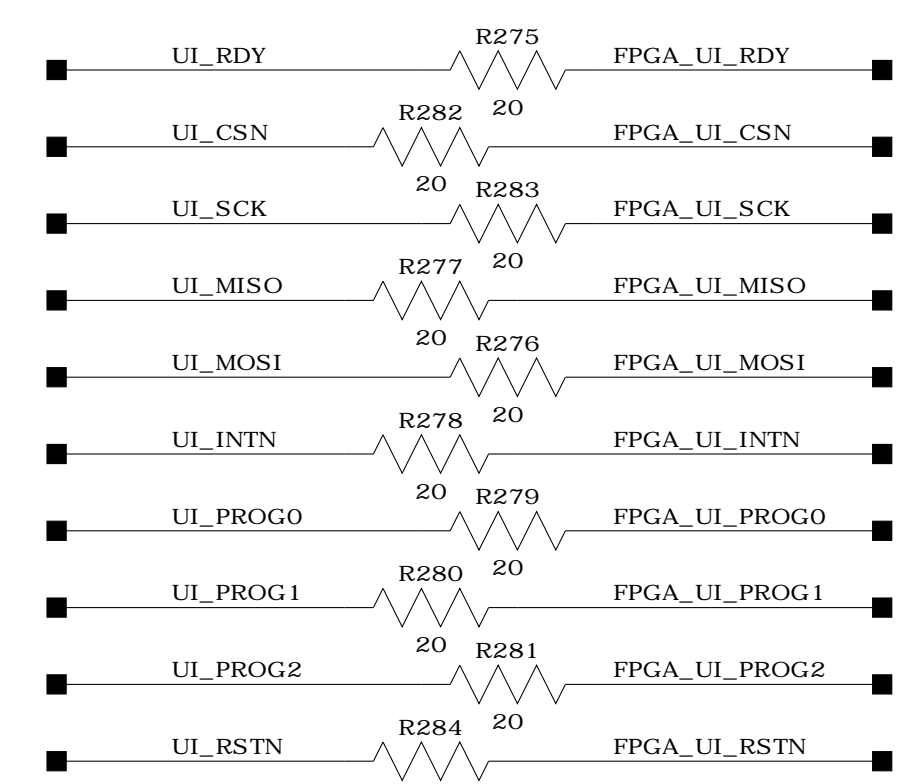 R275
UI_RDY FPGA_UI_RDY
20
R282
UI_CSN FPGA_UI_CSN
20
R283
UI_SCK FPGA_UI_SCK
20
R277
UI_MISO FPGA_UI_MISO
20
R276
UI_MOSI FPGA_UI_MOSI
20
R278
UI_INTN FPGA_UI_INTN
20
R279
UI_PROG0 FPGA_UI_PROG0
20
R280
UI_PROG1 FPGA_UI_PROG1
20
R281
UI_PROG2 FPGA_UI_PROG2
20
R284
UI_RSTN FPGA_UI_RSTN